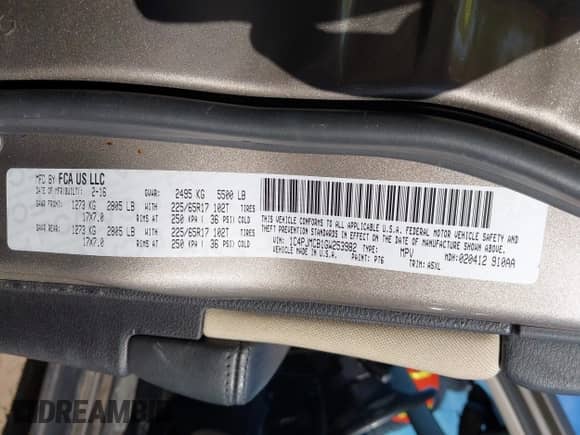 MFD BY FCA US LLC
DATE OF MFR(BUILT): 2-16 GVWR: 2495 KG 5500 LB
GAWR FRONT: 1273 KG 2805 LB WITH 225/65R17 102T
17X7.0 RIMS AT 250 KPA ( 36 PSI) COLD
GAWR REAR: 1273 KG 2805 LB WITH 225/65R17 102T
17X7.0 RIMS AT 250 KPA ( 36 PSI) COLD
THIS VEHICLE CONFORMS TO ALL APPLICABLE U.S.A. FEDERAL MOTOR VEHICLE SAFETY AND
THEFT PREVENTION STANDARDS IN EFFECT ON THE DATE OF MANUFACTURE SHOWN ABOVE.
VIN: 1C4PJMCB1GW253982 TYPE: MPV MDH: 020412 910AA
VEHICLE MADE IN U.S.A. PAINT: P76 TRIM: A5XL
DREAMBID